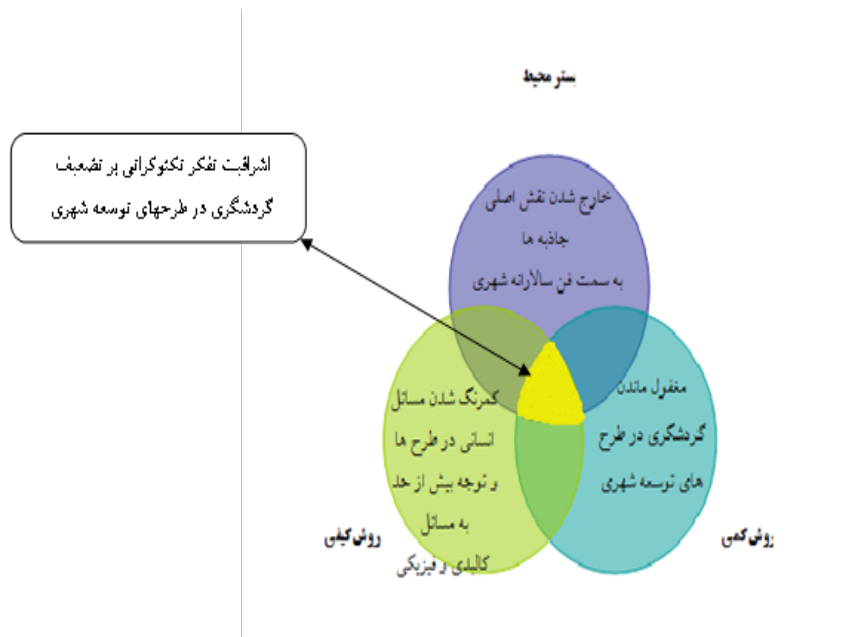 بستر محیط
اشراقیت تفکر تکنوکراتی بر تضعیف
گردشگری در طرحهای توسعه شهری
خارج شدن نقش اصلی
جاذبه ها
به سمت فن سالارانه شهری
مغفول ماندن
گردشگری در طرح
های توسعه شهری
کمرنگ شدن مسائل
انسانی در طرح ها
و توجه بیش از حد
به مسائل
کالبدی و فیزیکی
روش کمی
روش کیفی